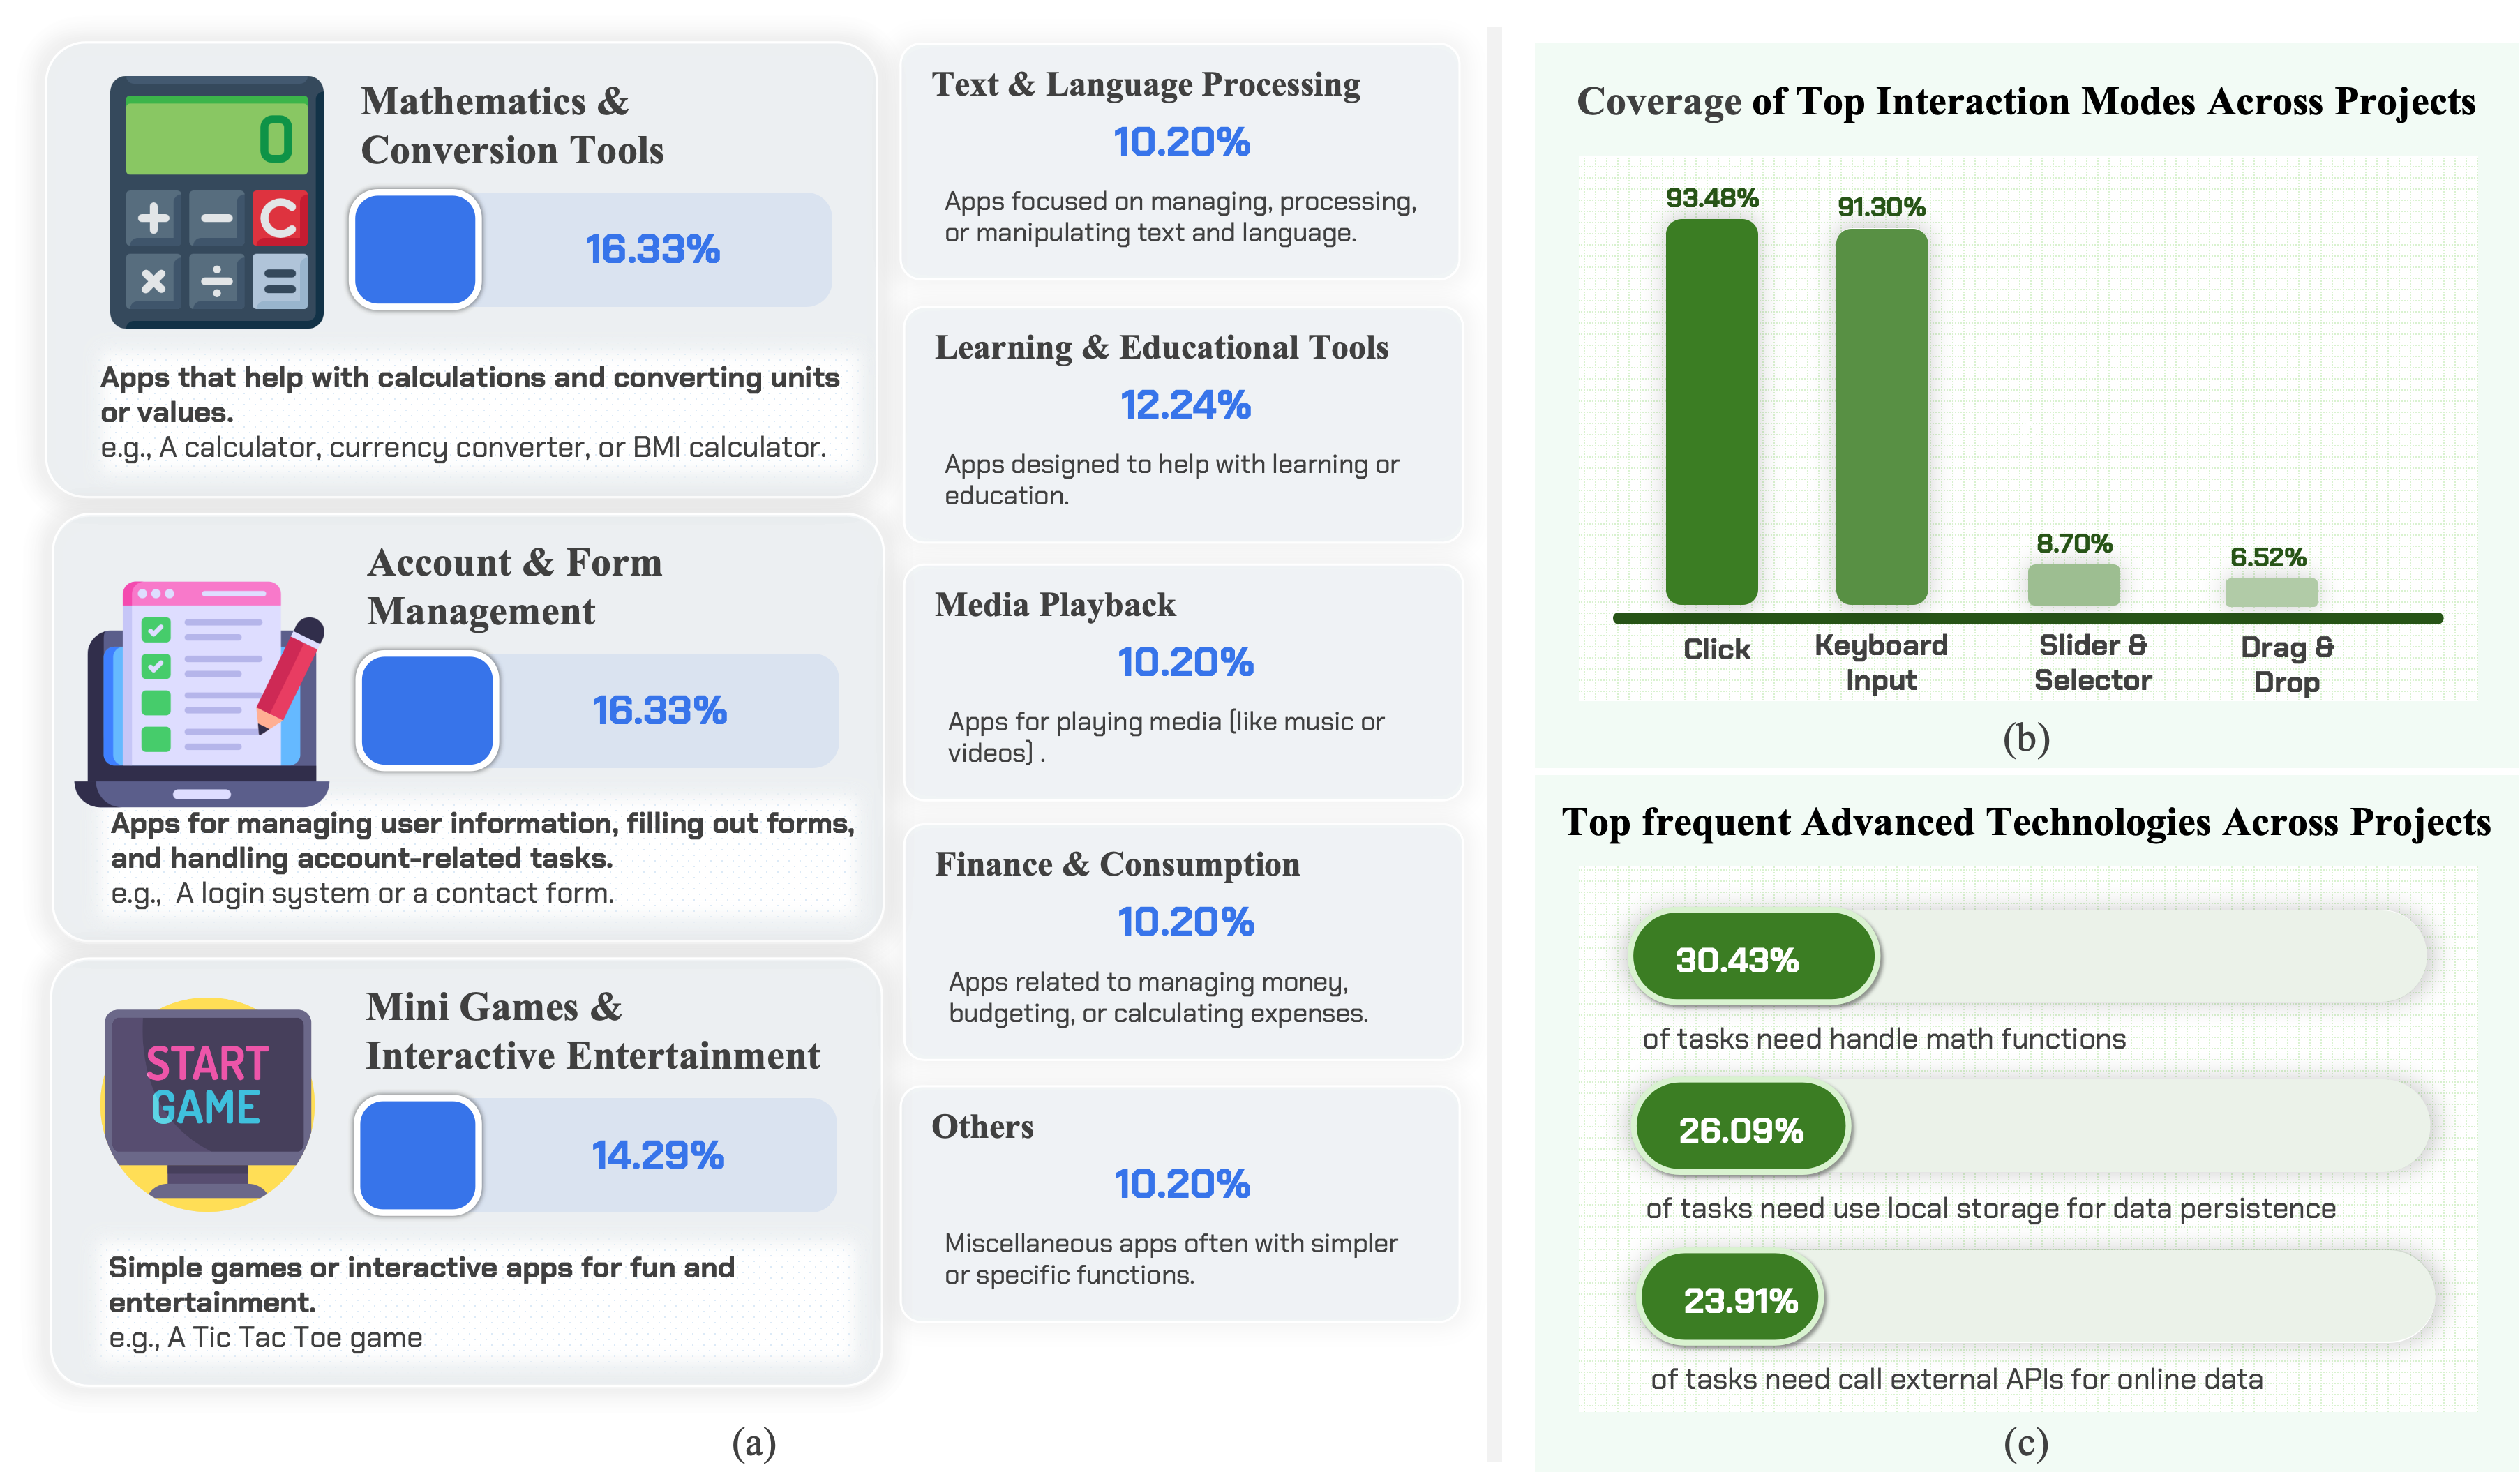 Mathematics &
Conversion Tools
0
+ − C
× ÷ =
16.33%
Apps that help with calculations and converting units
or values.
e.g., A calculator, currency converter, or BMI calculator.
Account & Form
Management
16.33%
Apps for managing user information, filling out forms,
and handling account-related tasks.
e.g., A login system or a contact form.
Mini Games &
Interactive Entertainment
START
GAME
14.29%
Simple games or interactive apps for fun and
entertainment.
e.g., A Tic Tac Toe game
Text & Language Processing
10.20%
Apps focused on managing, processing,
or manipulating text and language.
Learning & Educational Tools
12.24%
Apps designed to help with learning or
education.
Media Playback
10.20%
Apps for playing media (like music or
videos) .
Finance & Consumption
10.20%
Apps related to managing money,
budgeting, or calculating expenses.
Others
10.20%
Miscellaneous apps often with simpler
or specific functions.
(a)
Coverage of Top Interaction Modes Across Projects
93.48%
91.30%
8.70%
6.52%
Click
Keyboard
Input
Slider &
Selector
Drag &
Drop
(b)
Top frequent Advanced Technologies Across Projects
30.43%
of tasks need handle math functions
26.09%
of tasks need use local storage for data persistence
23.91%
of tasks need call external APIs for online data
(c)